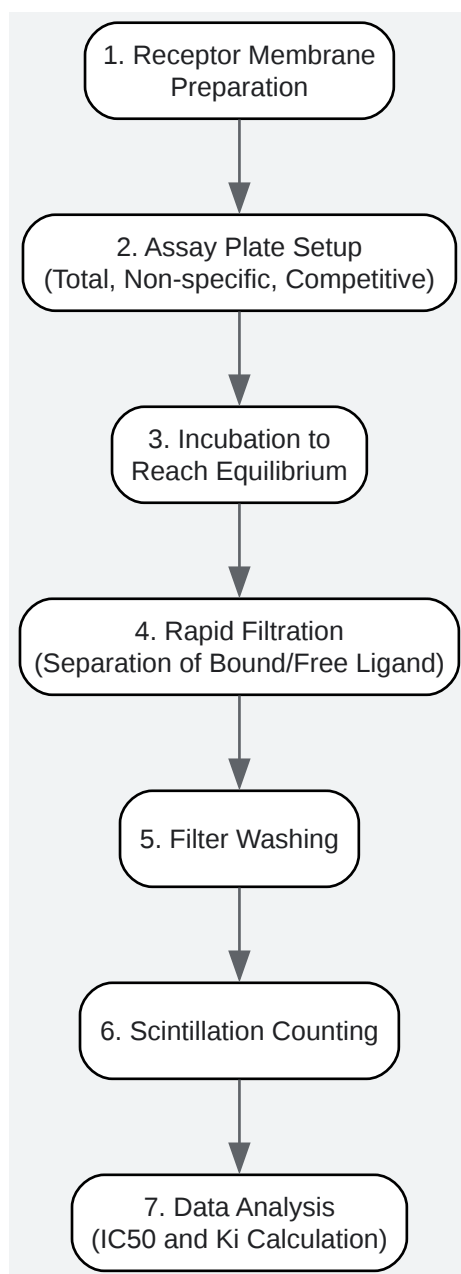 1. Receptor Membrane
Preparation
2. Assay Plate Setup
(Total, Non-specific, Competitive)
3. Incubation to
Reach Equilibrium
4. Rapid Filtration
(Separation of Bound/Free Ligand)
5. Filter Washing
6. Scintillation Counting
7. Data Analysis
(IC50 and Ki Calculation)